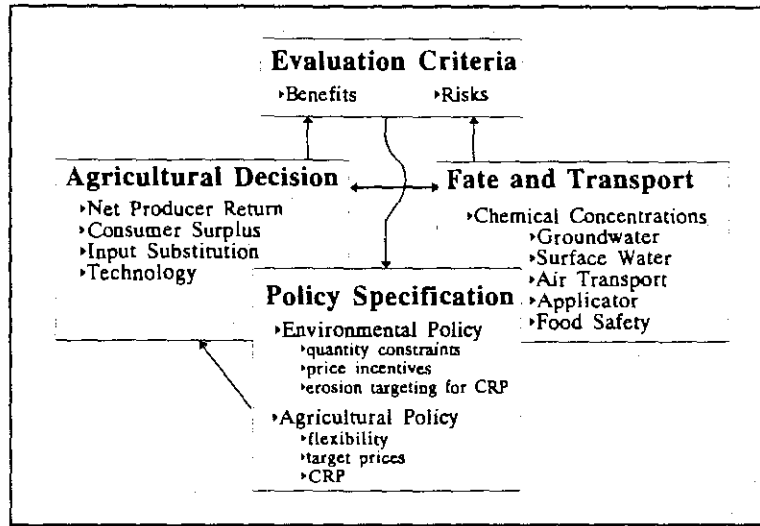 Evaluation Criteria
▸Benefits ▸Risks
Agricultural Decision
▸Net Producer Return
▸Consumer Surplus
▸Input Substitution
▸Technology
Fate and Transport
▸Chemical Concentrations
▸Groundwater
▸Surface Water
▸Air Transport
▸Applicator
▸Food Safety
Policy Specification
▸Environmental Policy
▸quantity constraints
▸price incentives
▸erosion targeting for CRP
▸Agricultural Policy
▸flexibility
▸target prices
▸CRP